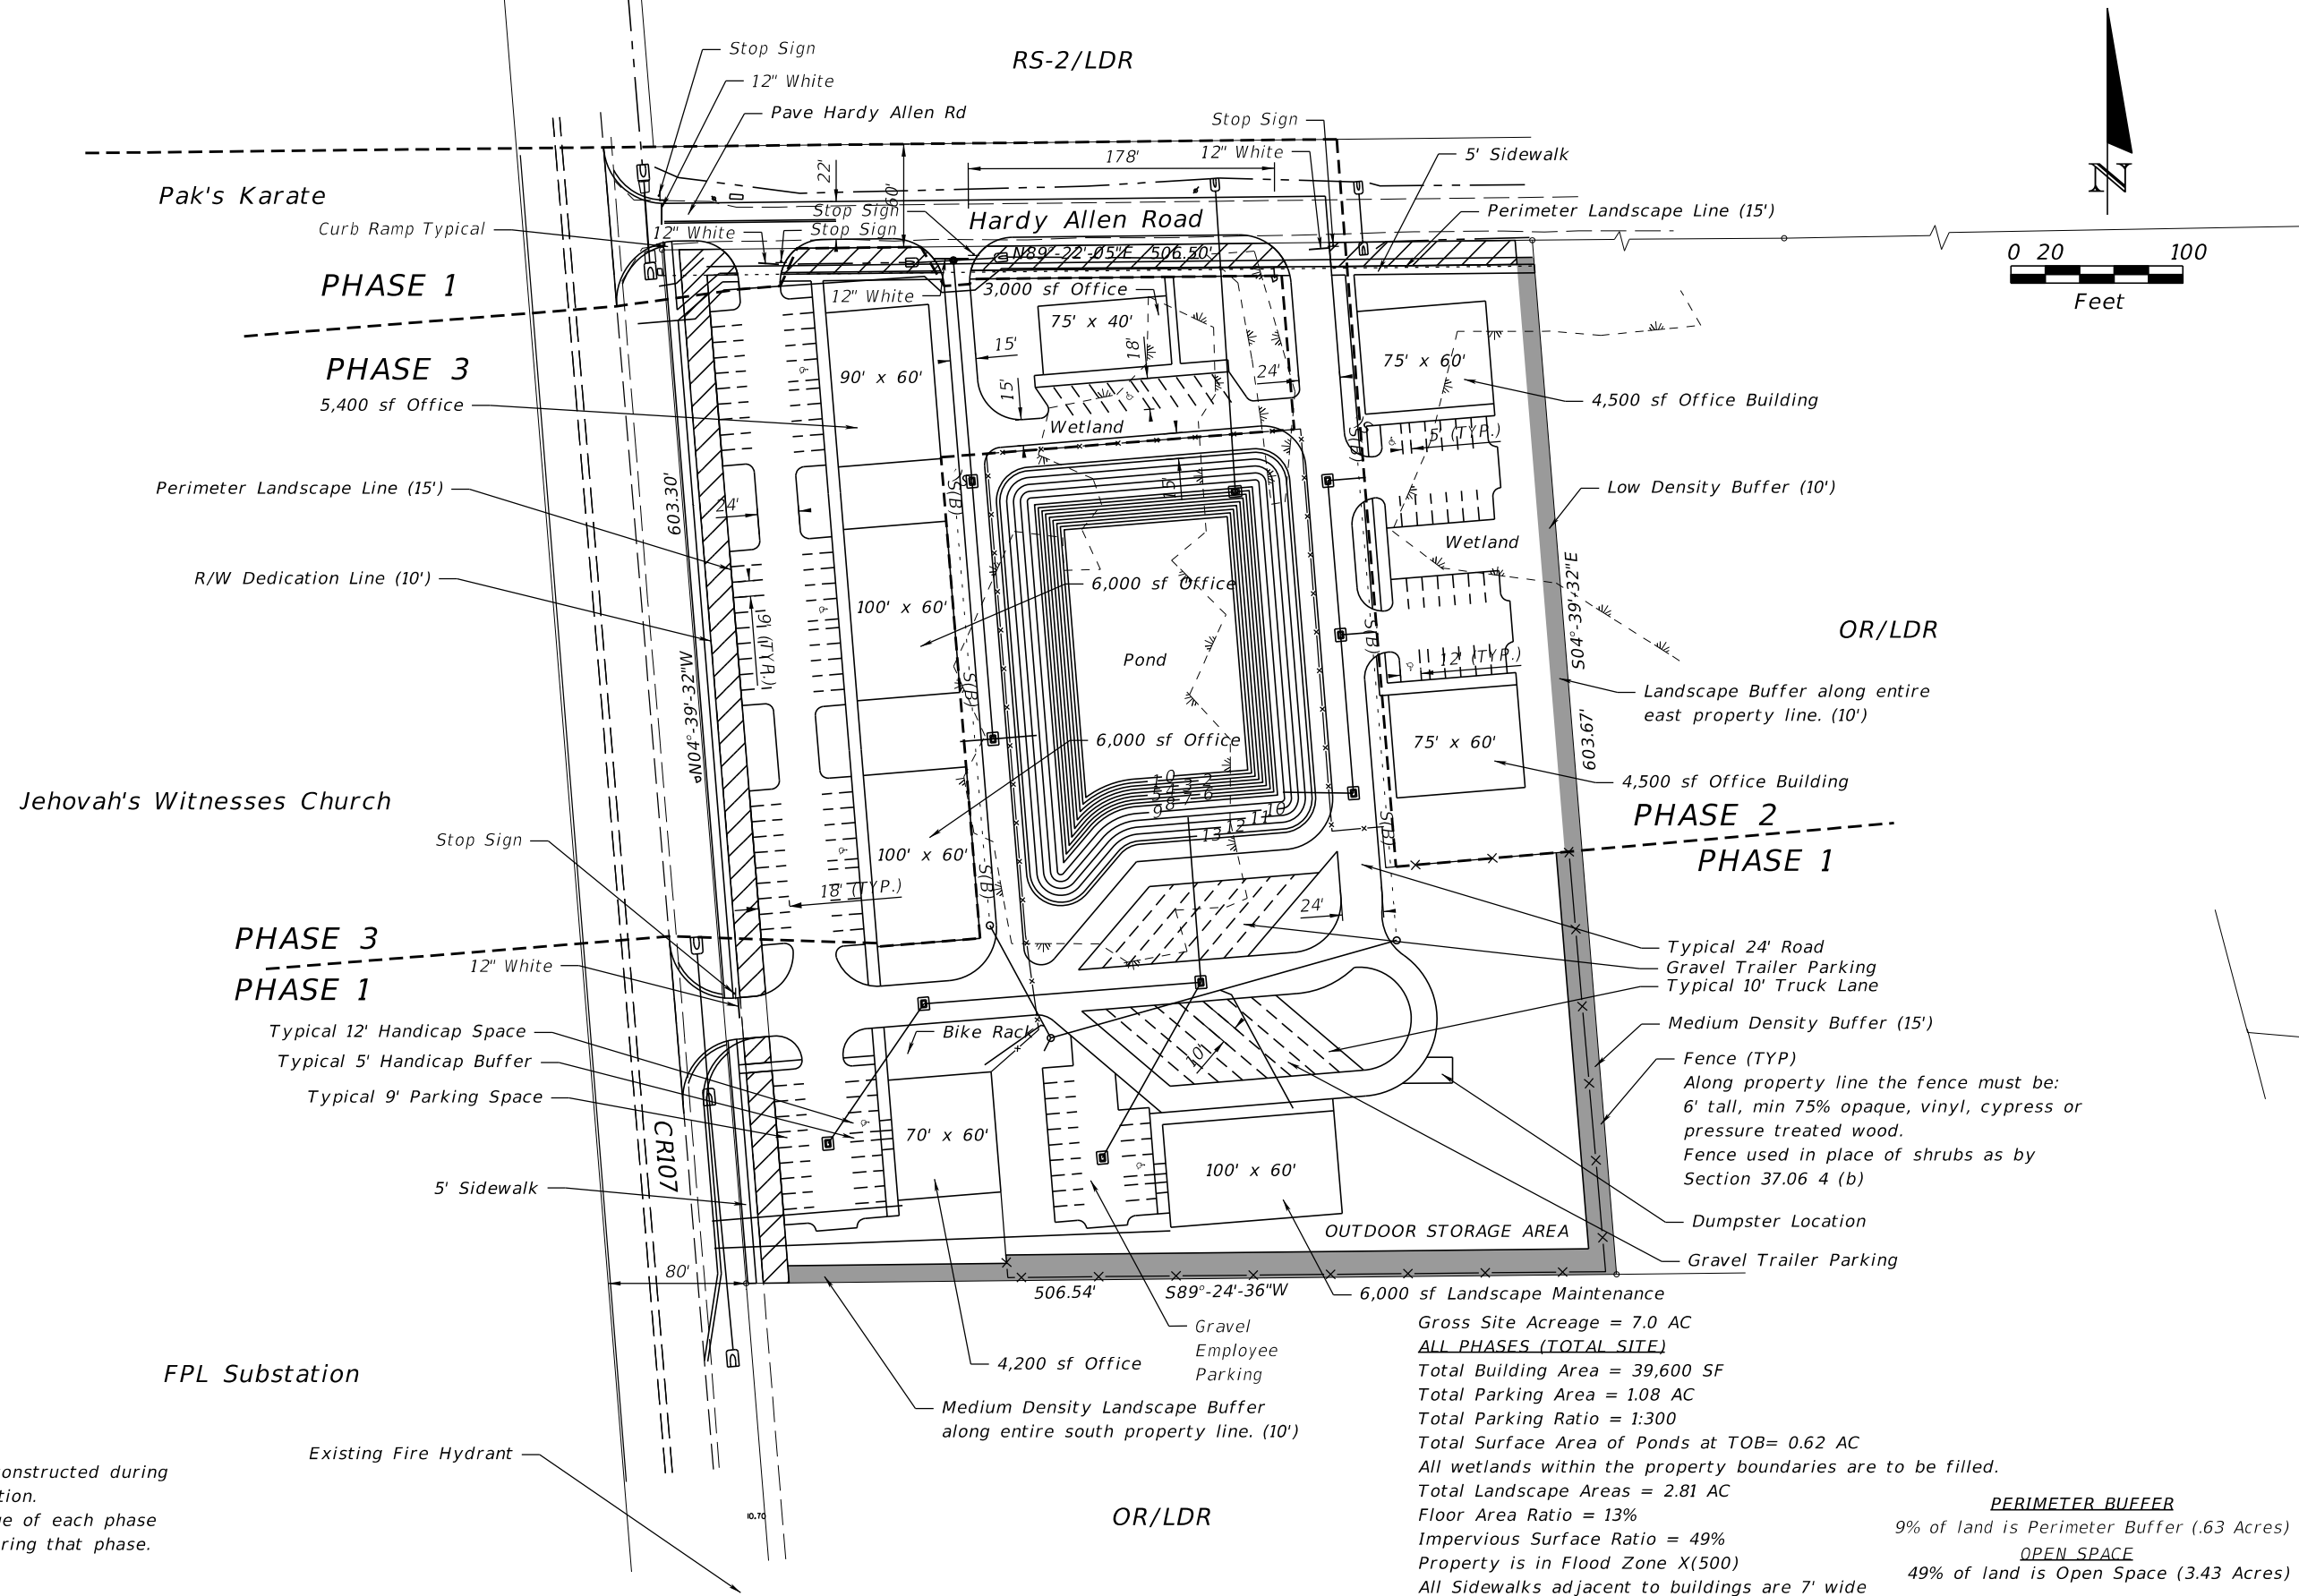 Stop Sign
12" White
Pave Hardy Allen Rd
RS-2/LDR
Stop Sign
12" White
5' Sidewalk
178'
22'
60'
Pak's Karate
Curb Ramp Typical
12" White
Stop Sign
Stop Sign
Hardy Allen Road
Perimeter Landscape Line (15')
N
0 20 100
Feet
N89°-22'-05"E 506.50'
PHASE 1
12" White
3,000 sf Office
75' x 40'
PHASE 3
15'
18'
15'
24'
90' x 60'
75' x 60'
5,400 sf Office
4,500 sf Office Building
Wetland
S(B)
5' (TYP.)
Perimeter Landscape Line (15')
603.30'
24'
S(B)
15'
Low Density Buffer (10')
Wetland
R/W Dedication Line (10')
9' (TYP.)
100' x 60'
6,000 sf Office
S(B)
S04°-39'-32"E
OR/LDR
N04°-39'-32"W
S(B)
Pond
12' (TYP.)
Landscape Buffer along entire
east property line. (10')
6,000 sf Office
75' x 60'
603.67'
4,500 sf Office Building
Jehovah's Witnesses Church
1 0
2
3
4
5
6
7
8
9
10
11
12
13
PHASE 2
PHASE 1
Stop Sign
100' x 60'
S(B)
S(B)
18' (TYP.)
24'
PHASE 3
PHASE 1
12" White
Typical 24' Road
Gravel Trailer Parking
Typical 10' Truck Lane
Typical 12' Handicap Space
Typical 5' Handicap Buffer
Typical 9' Parking Space
Bike Rack
10'
Medium Density Buffer (15')
Fence (TYP)
Along property line the fence must be:
6' tall, min 75% opaque, vinyl, cypress or
pressure treated wood.
Fence used in place of shrubs as by
Section 37.06 4 (b)
CR107
70' x 60'
100' x 60'
5' Sidewalk
OUTDOOR STORAGE AREA
Dumpster Location
Gravel Trailer Parking
80'
506.54'
S89°-24'-36"W
6,000 sf Landscape Maintenance
Gravel
Employee
Parking
4,200 sf Office
FPL Substation
Medium Density Landscape Buffer
along entire south property line. (10')
Existing Fire Hydrant
onstructed during
tion.
e of each phase
ring that phase.
10.70
OR/LDR
Gross Site Acreage = 7.0 AC
ALL PHASES (TOTAL SITE)
Total Building Area = 39,600 SF
Total Parking Area = 1.08 AC
Total Parking Ratio = 1:300
Total Surface Area of Ponds at TOB= 0.62 AC
All wetlands within the property boundaries are to be filled.
Total Landscape Areas = 2.81 AC
Floor Area Ratio = 13%
Impervious Surface Ratio = 49%
Property is in Flood Zone X(500)
All Sidewalks adjacent to buildings are 7' wide
PERIMETER BUFFER
9% of land is Perimeter Buffer (.63 Acres)
OPEN SPACE
49% of land is Open Space (3.43 Acres)